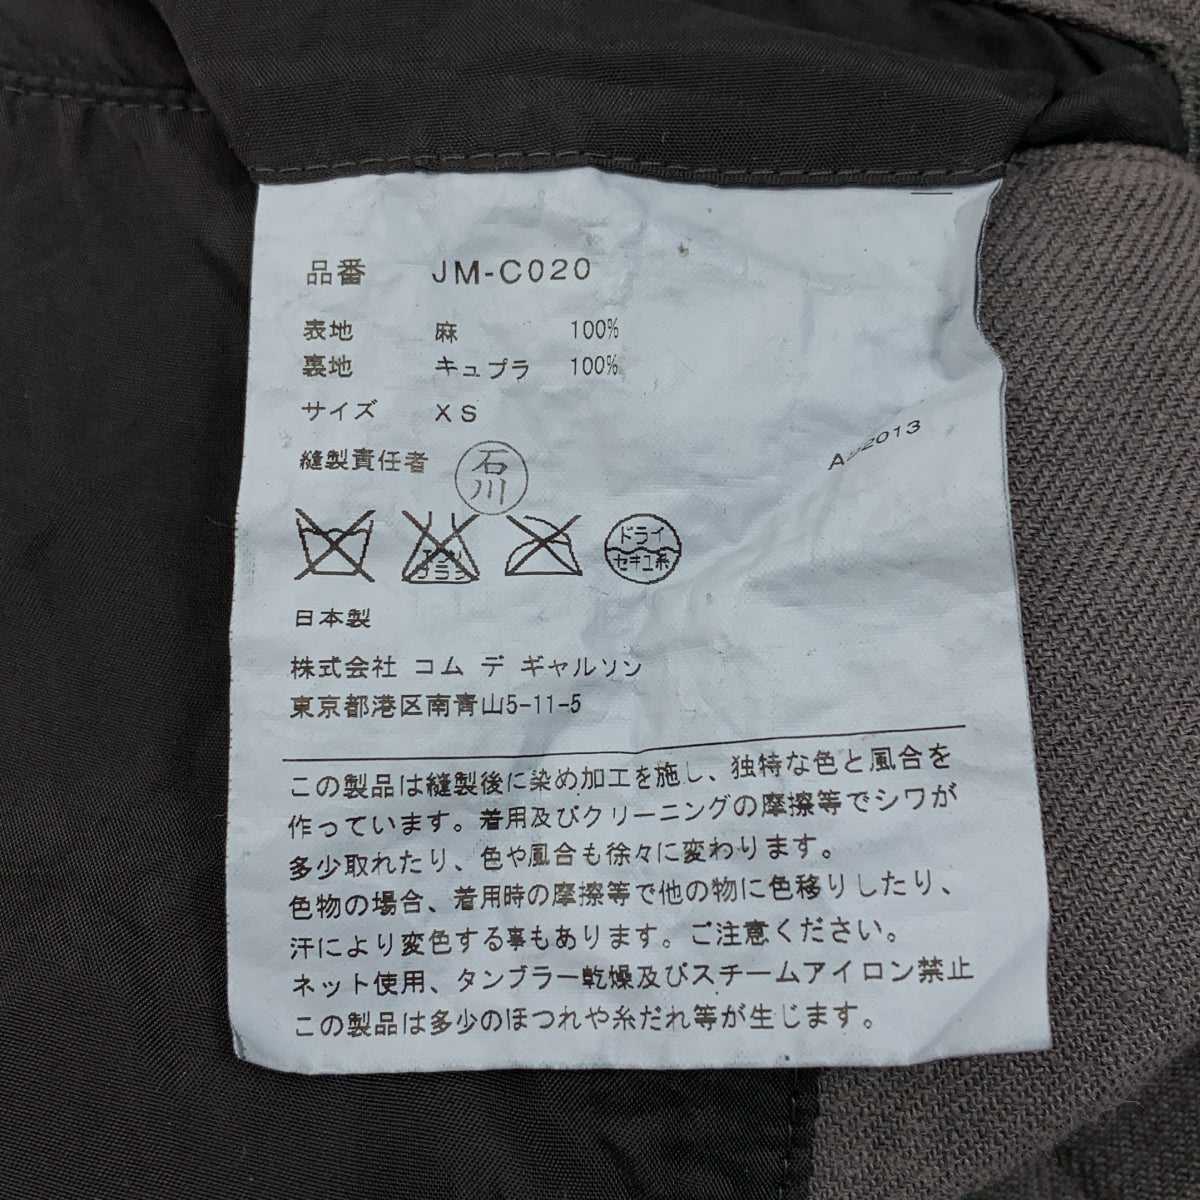 品番 JM-C020
表地 麻 100%
裏地 キュプラ 100%
サイズ XS
縫製責任者 石川
エンソ
サラシ
ドライ
セキユ系
日本製
株式会社 コム デ ギャルソン
東京都港区南青山5-11-5
この製品は縫製後に染め加工を施し、独特な色と風合を
作っています。着用及びクリーニングの摩擦等でシワが
多少取れたり、色や風合も徐々に変わります。
色物の場合、着用時の摩擦等で他の物に色移りしたり、
汗により変色する事もあります。ご注意ください。
ネット使用、タンブラー乾燥及びスチームアイロン禁止
この製品は多少のほつれや糸だれ等が生じます。